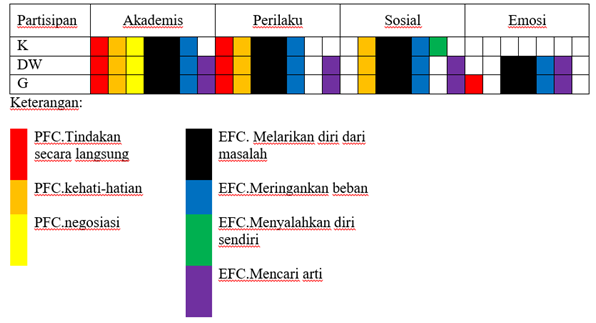 Partisipan Akademis Perilaku Sosial Emosi
K
DW
G
Keterangan:
PFC.Tindakan
secara langsung
PFC.kehati-hatian
PFC.negosiasi
EFC. Melarikan diri dari
masalah
EFC.Meringankan beban
EFC.Menyalahkan diri
sendiri
EFC.Mencari arti